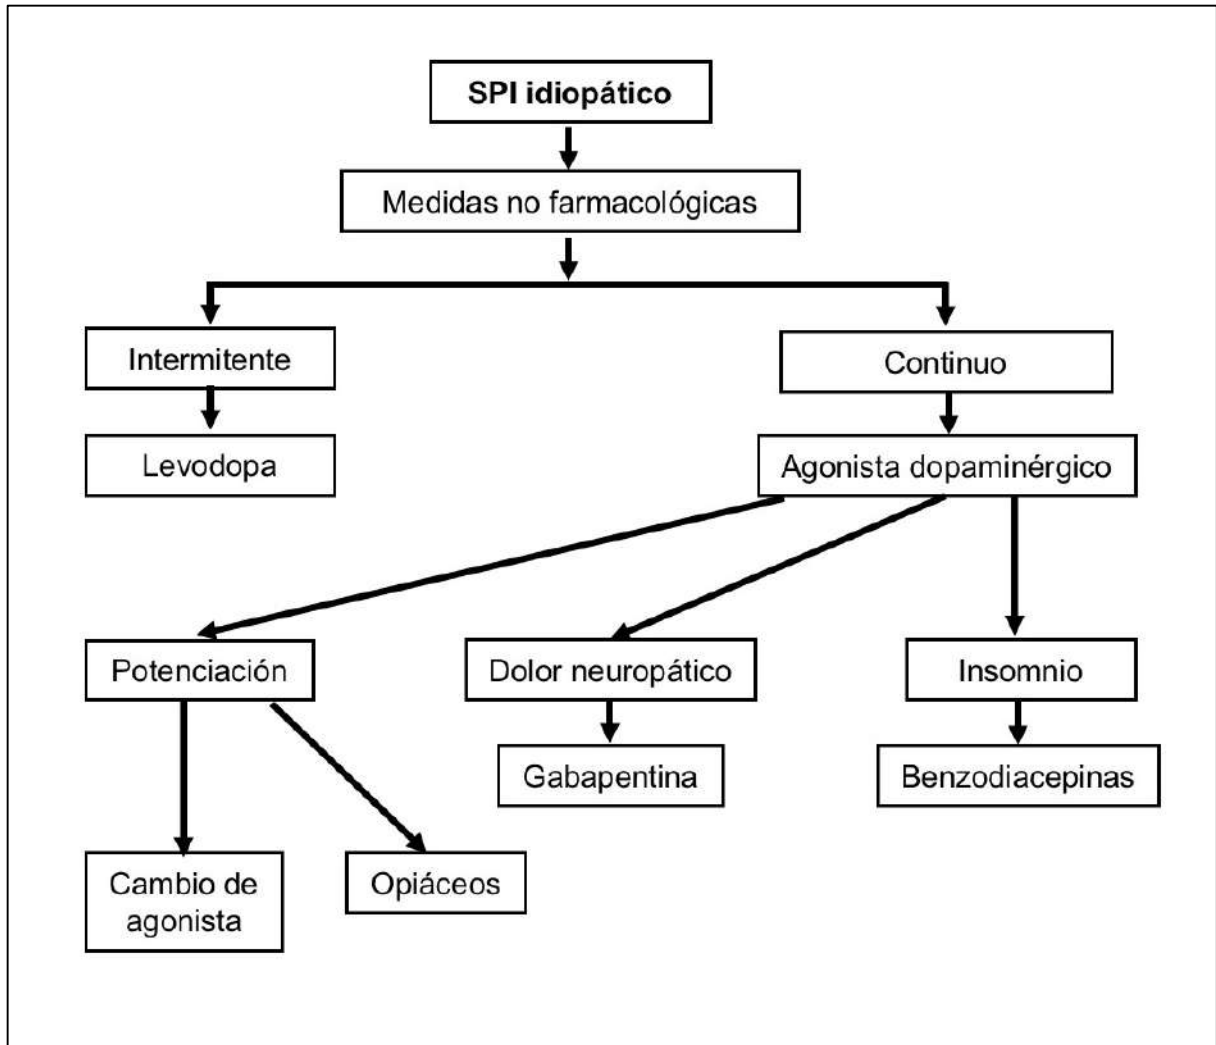 SPI idiopático
Medidas no farmacológicas
Intermitente
Continuo
Levodopa
Agonista dopaminérgico
Potenciación
Dolor neuropático
Insomnio
Gabapentina
Benzodiacepinas
Cambio de
agonista
Opiáceos